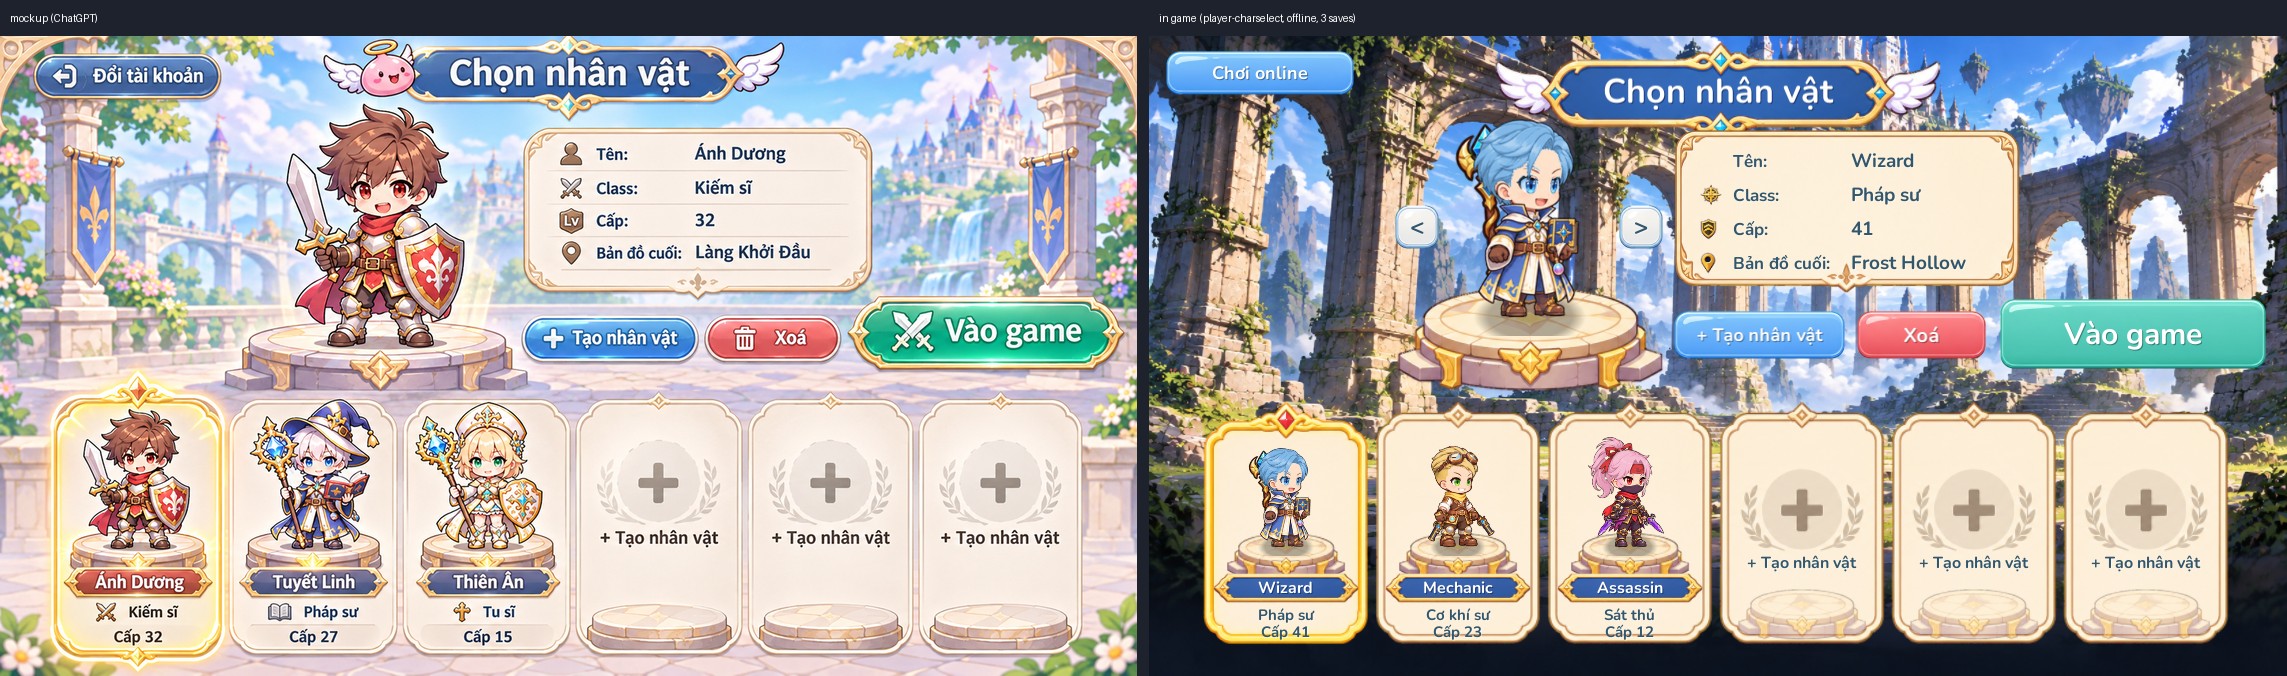 mockup (ChatGPT)
Đổi tài khoản
Chọn nhân vật
Tên: Ánh Dương
Class: Kiếm sĩ
Lv Cấp: 32
Bản đồ cuối: Làng Khởi Đầu
+ Tạo nhân vật
Xoá
Vào game
Ánh Dương
Kiếm sĩ
Cấp 32
Tuyết Linh
Pháp sư
Cấp 27
Thiên Ân
Tu sĩ
Cấp 15
+ Tạo nhân vật
+ Tạo nhân vật
+ Tạo nhân vật
in game (player-charselect, offline, 3 saves)
Chơi online
Chọn nhân vật
< >
Tên: Wizard
Class: Pháp sư
Cấp: 41
Bản đồ cuối: Frost Hollow
+ Tạo nhân vật
Xoá
Vào game
Wizard
Pháp sư
Cấp 41
Mechanic
Cơ khí sư
Cấp 23
Assassin
Sát thủ
Cấp 12
+ Tạo nhân vật
+ Tạo nhân vật
+ Tạo nhân vật